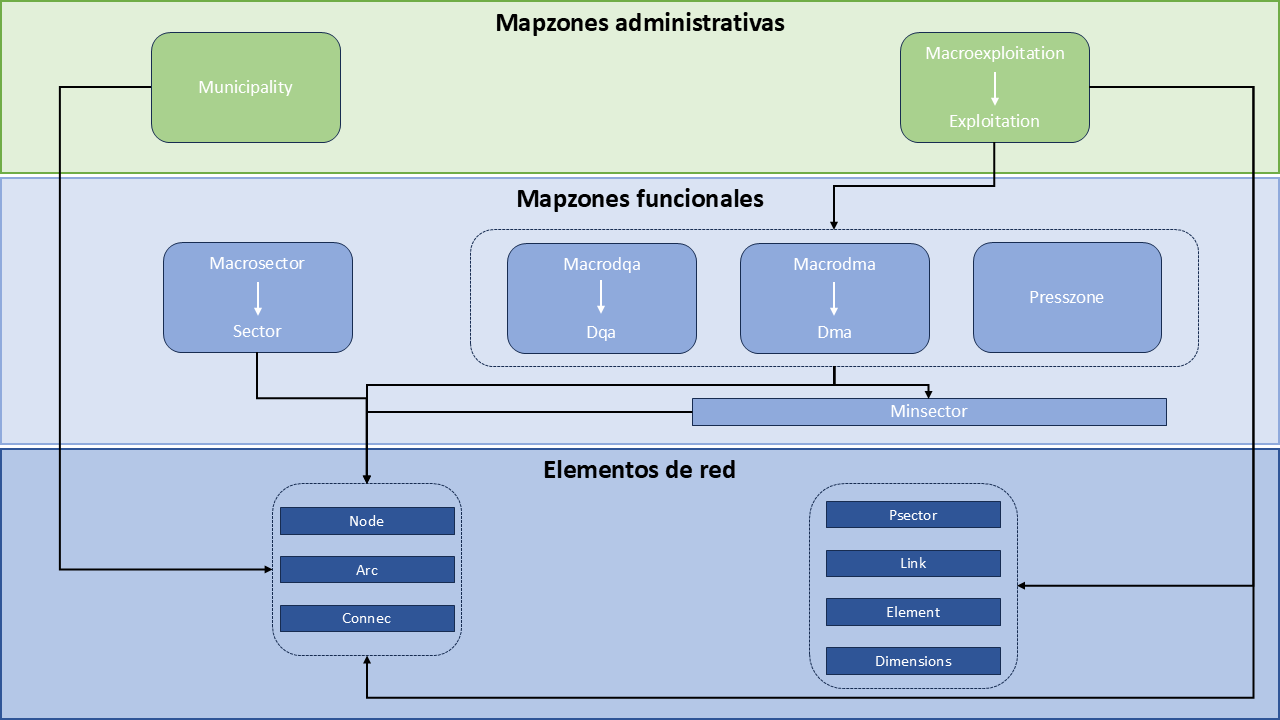 Mapzones administrativas
Municipality
Macroexploitation
Exploitation
Mapzones funcionales
Macrosector
Sector
Macrodqa
Dqa
Macrodma
Dma
Presszone
Minsector
Elementos de red
Node
Arc
Connec
Psector
Link
Element
Dimensions